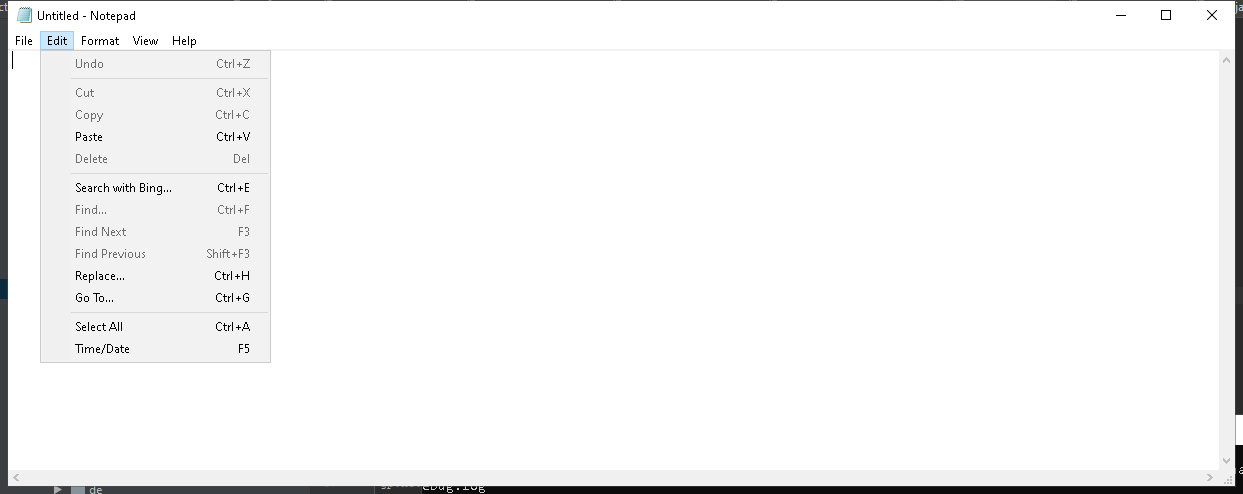 Untitled - Notepad
File Edit Format View Help
Undo Ctrl+Z
Cut Ctrl+X
Copy Ctrl+C
Paste Ctrl+V
Delete Del
Search with Bing... Ctrl+E
Find... Ctrl+F
Find Next F3
Find Previous Shift+F3
Replace... Ctrl+H
Go To... Ctrl+G
Select All Ctrl+A
Time/Date F5
de